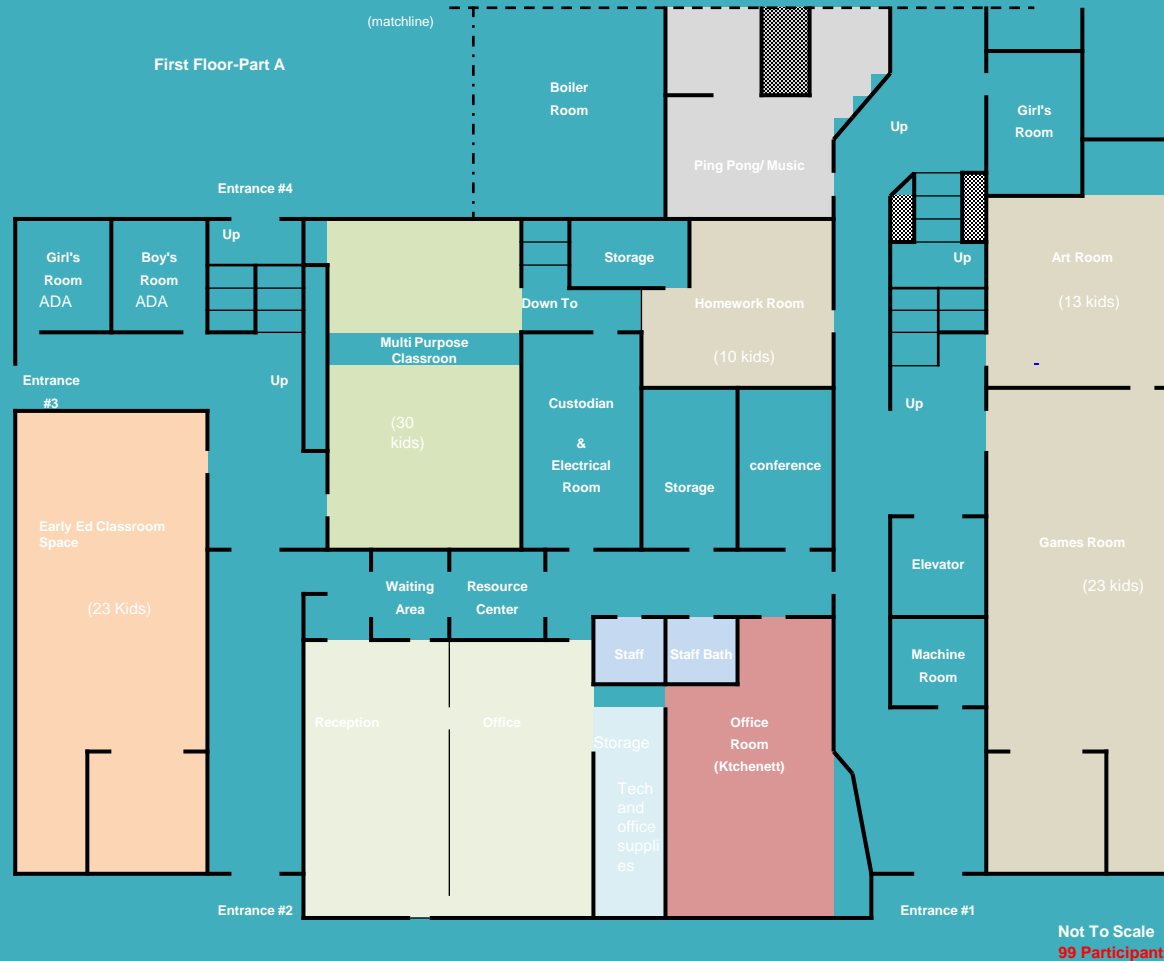 (matchline)
First Floor-Part A
Boiler
Room
Girl's
Room
Up
Ping Pong/ Music
Entrance #4
Up
Girl's
Room
ADA
Boy's
Room
ADA
Storage
Up
Art Room
(13 kids)
Down To
Homework Room
(10 kids)
Multi Purpose
Classroon
(30
kids)
Entrance
#3
Up
Custodian
&
Electrical
Room
Up
Storage
conference
Early Ed Classroom
Space
(23 Kids)
Games Room
(23 kids)
Elevator
Waiting
Area
Resource
Center
Staff
Staff Bath
Machine
Room
Reception
Office
Storage
Tech
and
office
suppli
es
Office
Room
(Ktchenett)
Entrance #2
Entrance #1
Not To Scale
99 Participant